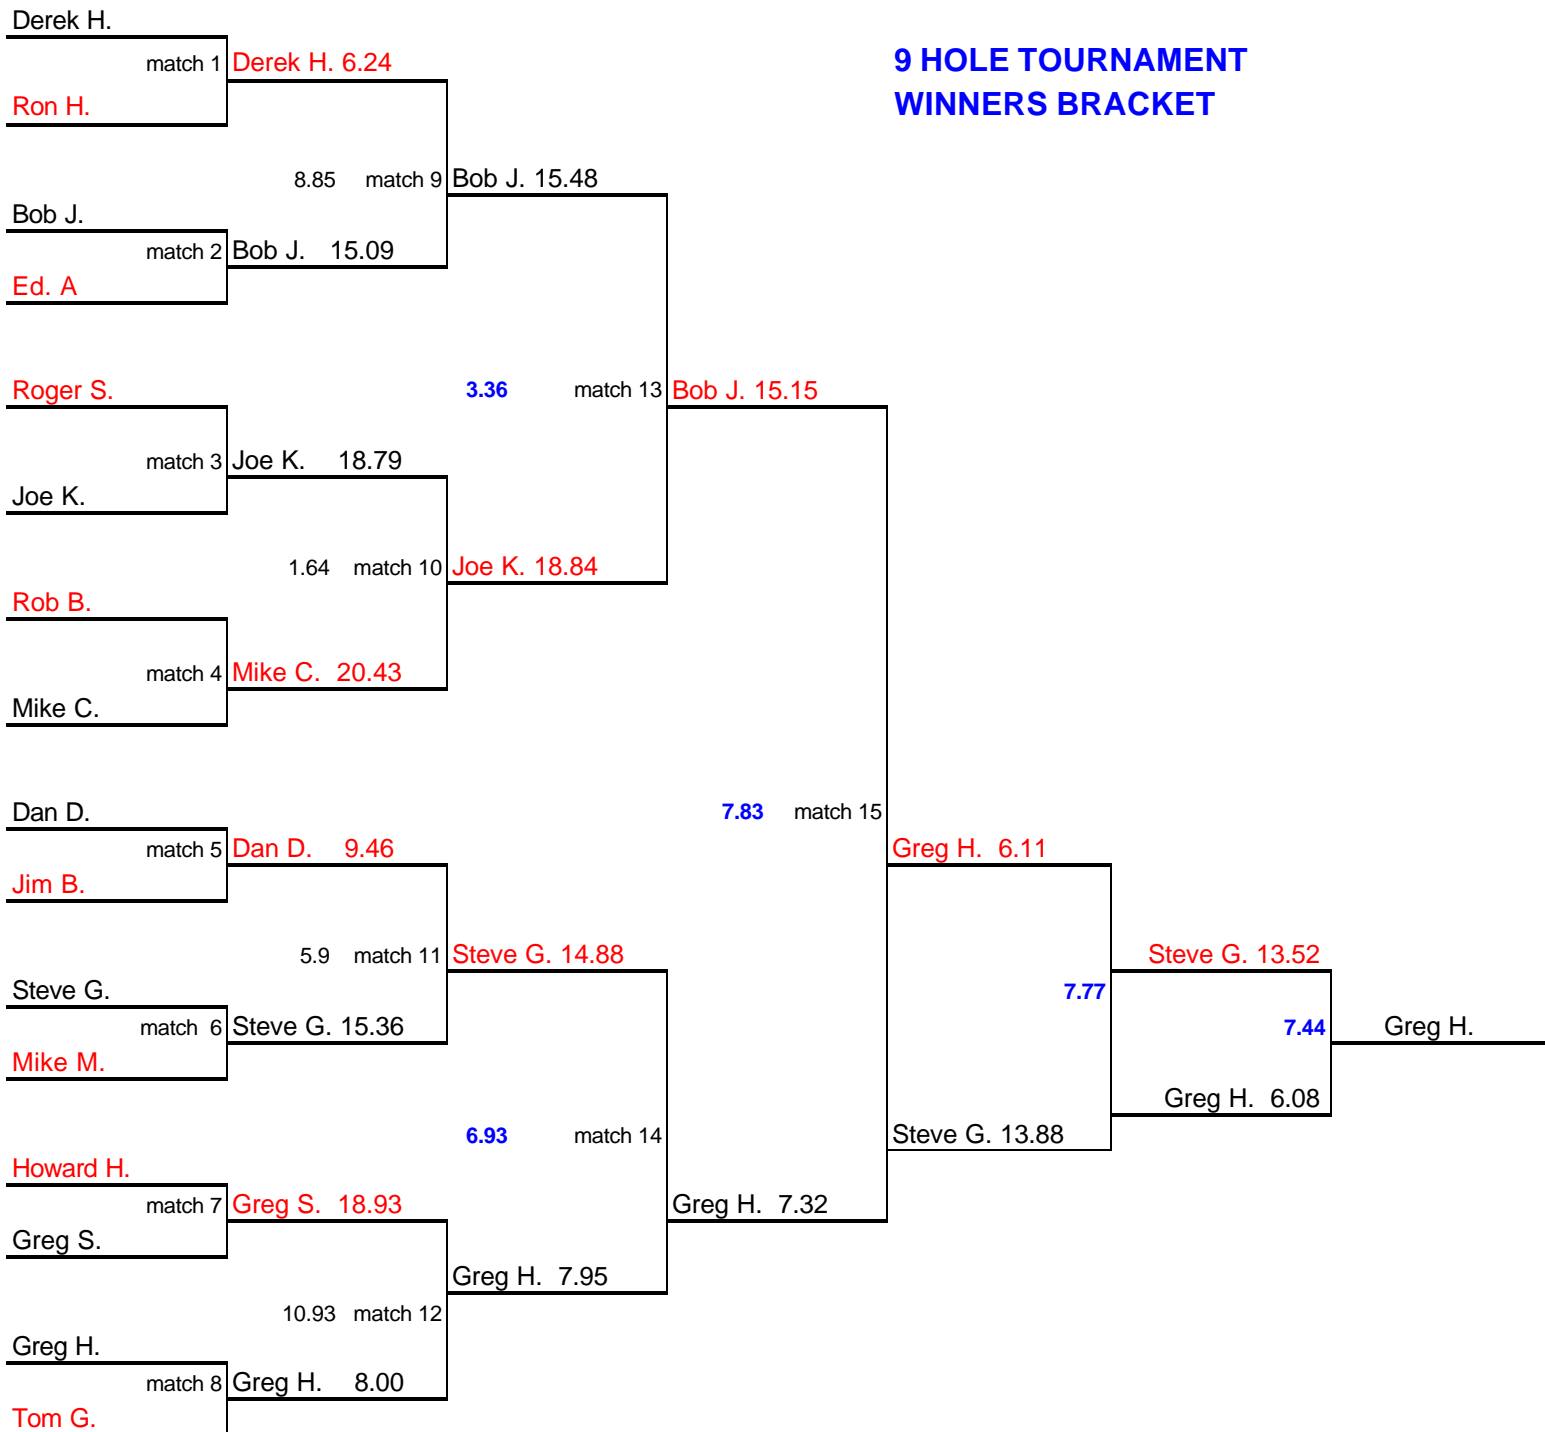 Derek H.
match 1 Derek H. 6.24
9 HOLE TOURNAMENT
WINNERS BRACKET
Ron H.
8.85 match 9 Bob J. 15.48
Bob J.
match 2 Bob J. 15.09
Ed. A
Roger S.
3.36 match 13 Bob J. 15.15
match 3 Joe K. 18.79
Joe K.
1.64 match 10 Joe K. 18.84
Rob B.
match 4 Mike C. 20.43
Mike C.
Dan D.
7.83 match 15
match 5 Dan D. 9.46
Greg H. 6.11
Jim B.
5.9 match 11 Steve G. 14.88
Steve G. 13.52
Steve G.
7.77
match 6 Steve G. 15.36
7.44 Greg H.
Mike M.
Greg H. 6.08
6.93 match 14
Steve G. 13.88
Howard H.
match 7 Greg S. 18.93
Greg H. 7.32
Greg S.
Greg H. 7.95
10.93 match 12
Greg H.
match 8 Greg H. 8.00
Tom G.